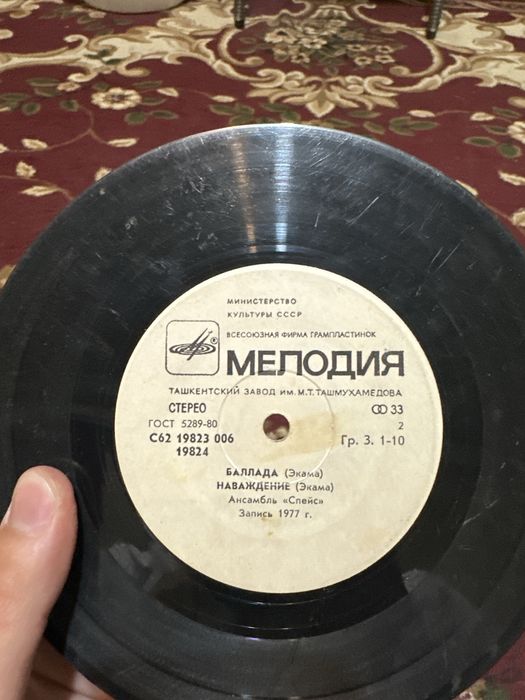 МИНИСТЕРСТВО
КУЛЬТУРЫ СССР
ВСЕСОЮЗНАЯ ФИРМА ГРАМПЛАСТИНОК
МЕЛОДИЯ
ТАШКЕНТСКИЙ ЗАВОД ИМ. М.Т. ТАШМУХАМЕДОВА
СТЕРЕО 33
ГОСТ 5289-80 2
С62 19823 006 Гр. 3. 1-10
19824
БАЛЛАДА (Экама)
НАВАЖДЕНИЕ (Экама)
Ансамбль «Спейс»
Запись 1977 г.